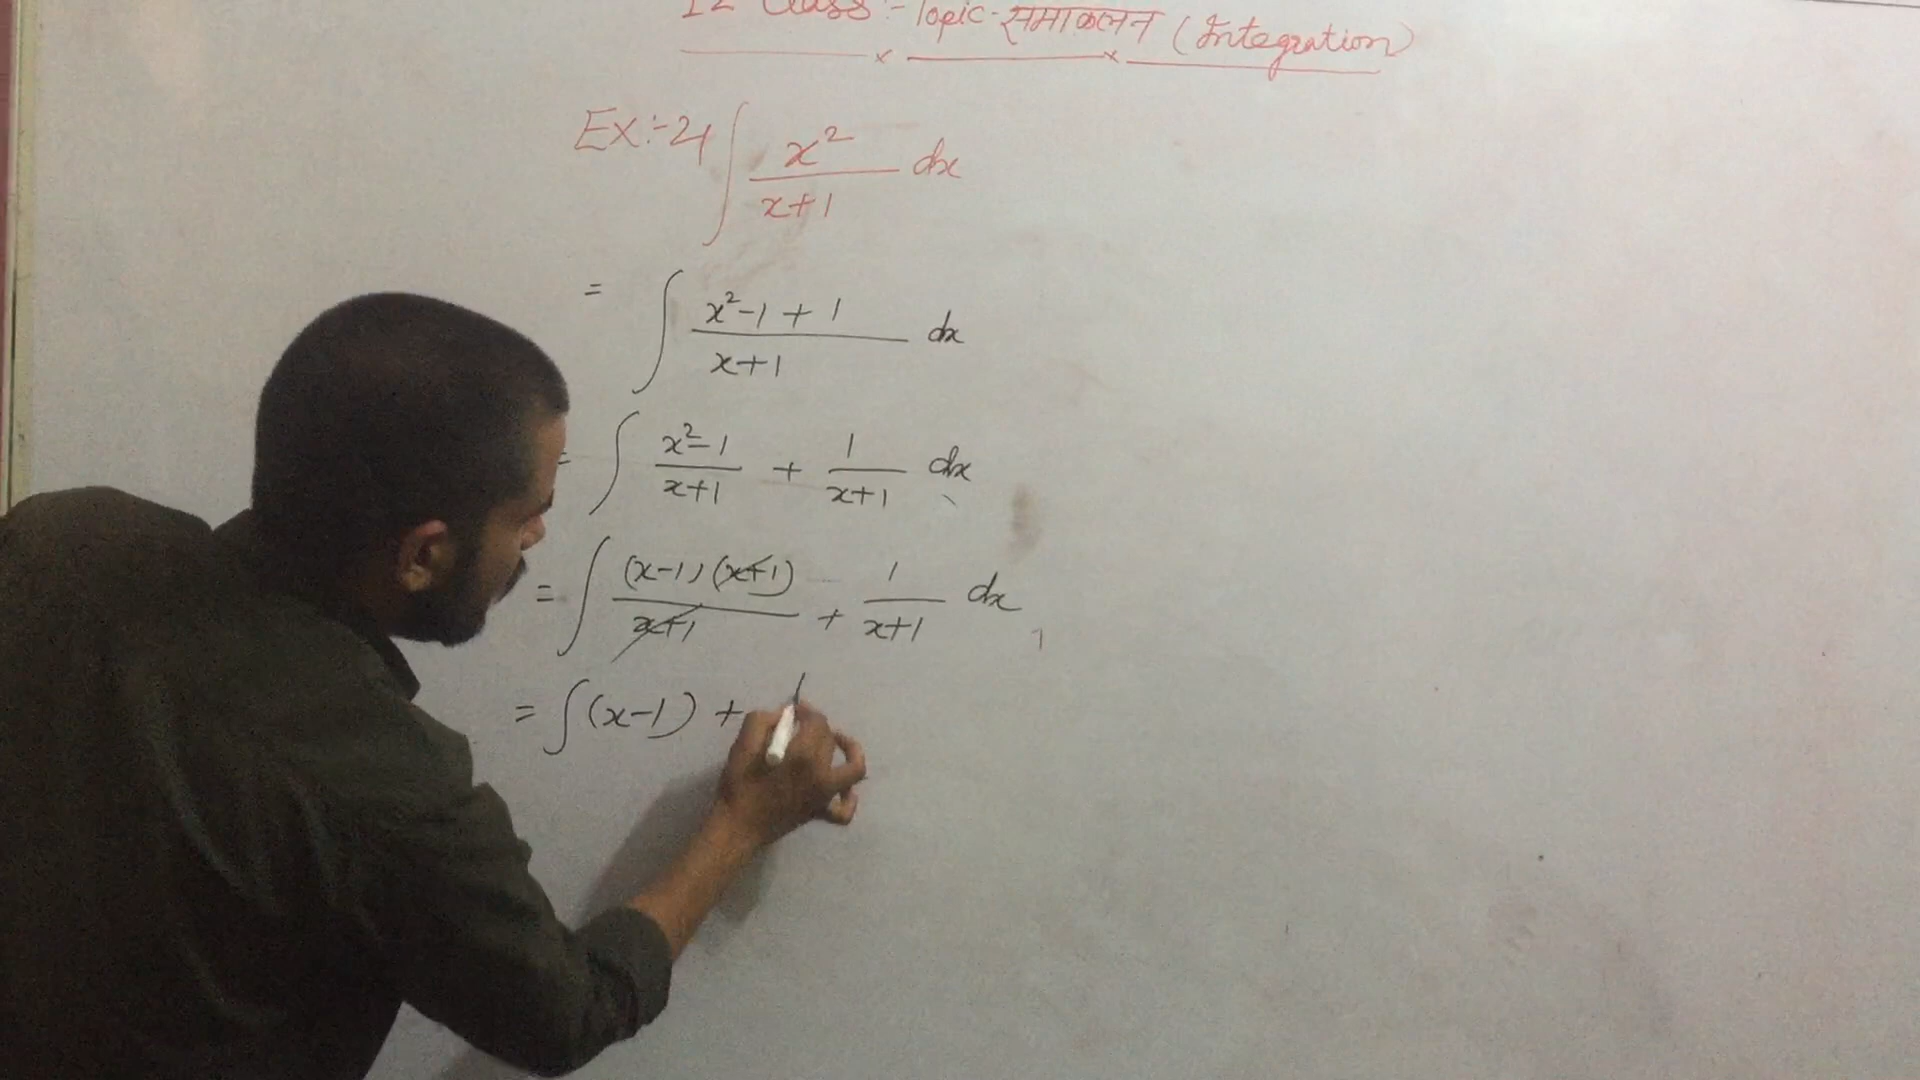 12 Class :- Topic - समाकलन (Integration)
Ex:-4 ∫ x²/(x+1) dx
= ∫ (x²-1+1)/(x+1) dx
= ∫ (x²-1)/(x+1) + 1/(x+1) dx
= ∫ (x-1)(x+1)/(x+1) + 1/(x+1) dx
= ∫ (x-1) +